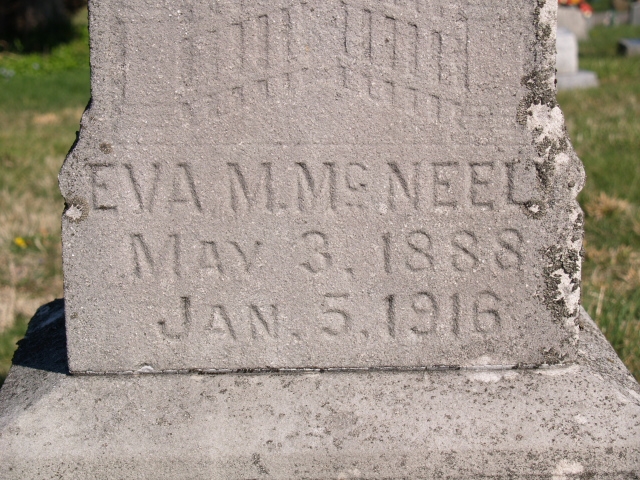 EVA M. McNEEL
MAY 3, 1888
JAN. 5, 1916